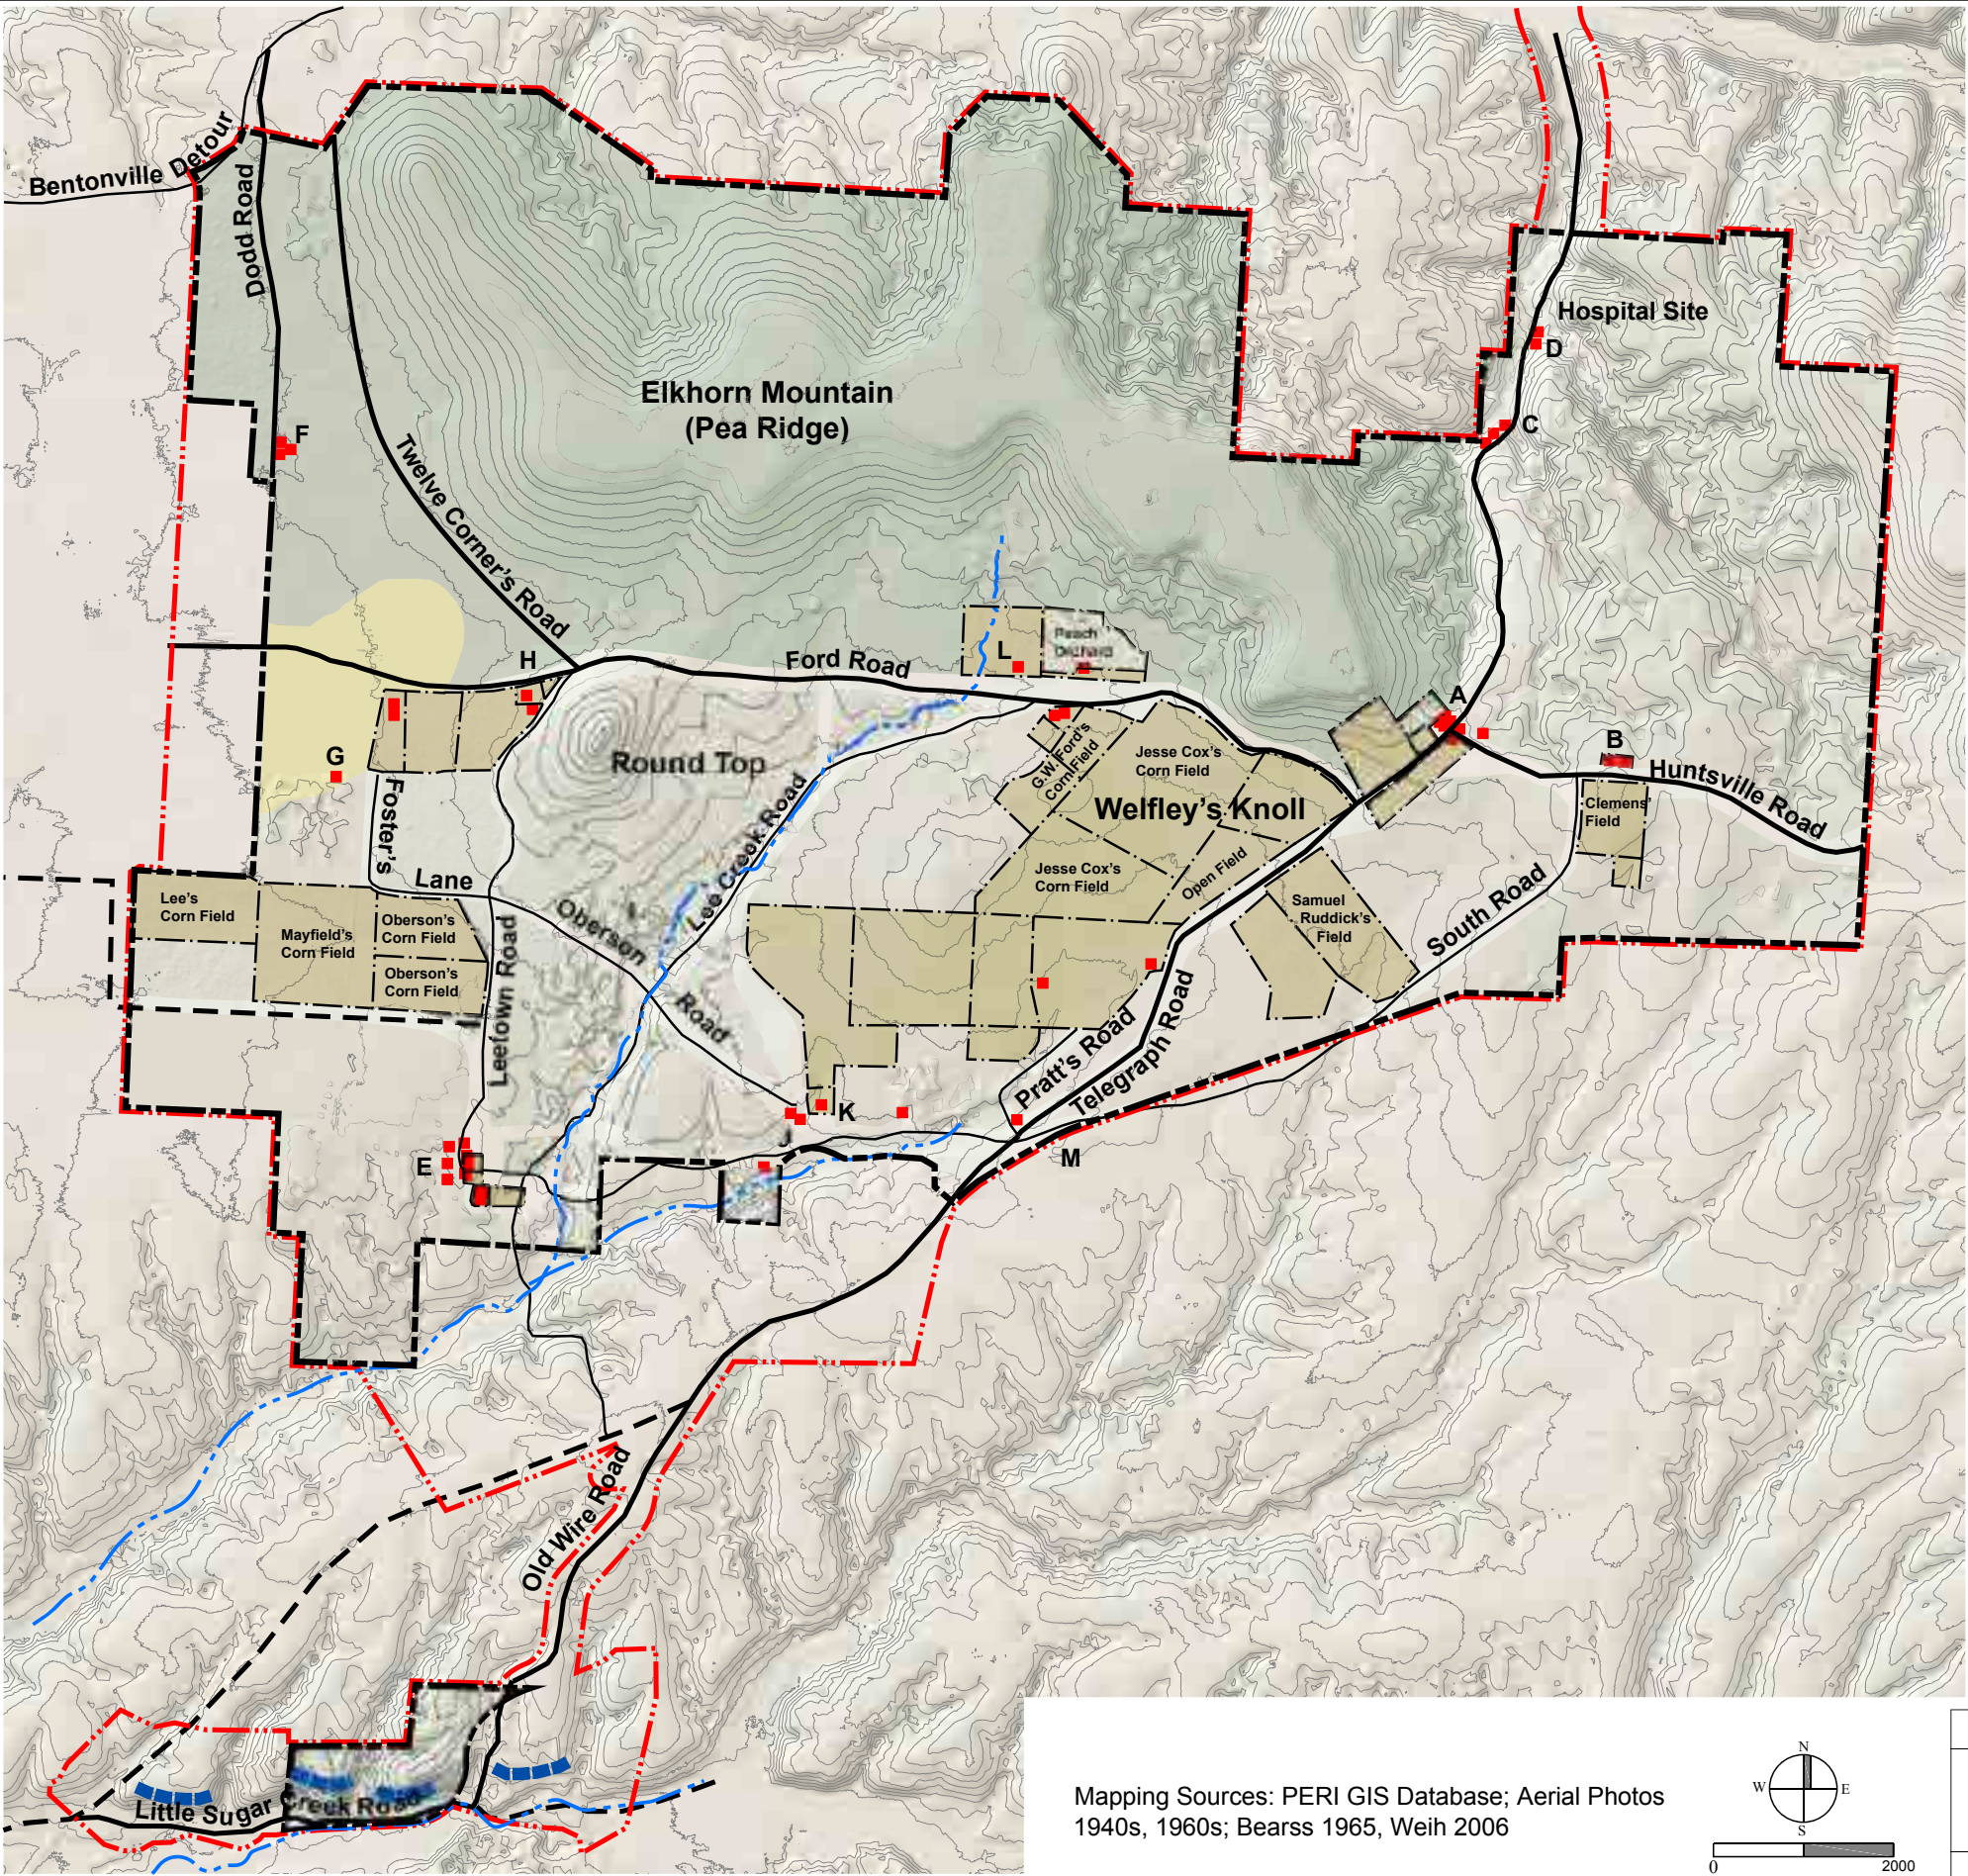 Bentonville Detour
Dodd Road
Hospital Site
D
Elkhorn Mountain
(Pea Ridge)
C
F
Twelve Corner's Road
Peach
Orchard
H
L
Ford Road
A
B
Huntsville Road
Round Top
G.W. Ford's
Corn Field
Jesse Cox's
Corn Field
G
Welfley's Knoll
Clemens'
Field
Foster's
Lane
Lee Creek Road
Jesse Cox's
Corn Field
Open Field
Lee's
Corn Field
Mayfield's
Corn Field
Oberson's
Corn Field
Oberson's
Corn Field
Oberson
Road
Samuel
Ruddick's
Field
South Road
Leetown Road
Pratt's Road
Telegraph Road
K
J
E
M
Old Wire Road
Little Sugar Creek Road
Mapping Sources: PERI GIS Database; Aerial Photos
1940s, 1960s; Bearss 1965, Weih 2006
N
W
E
S
0
2000